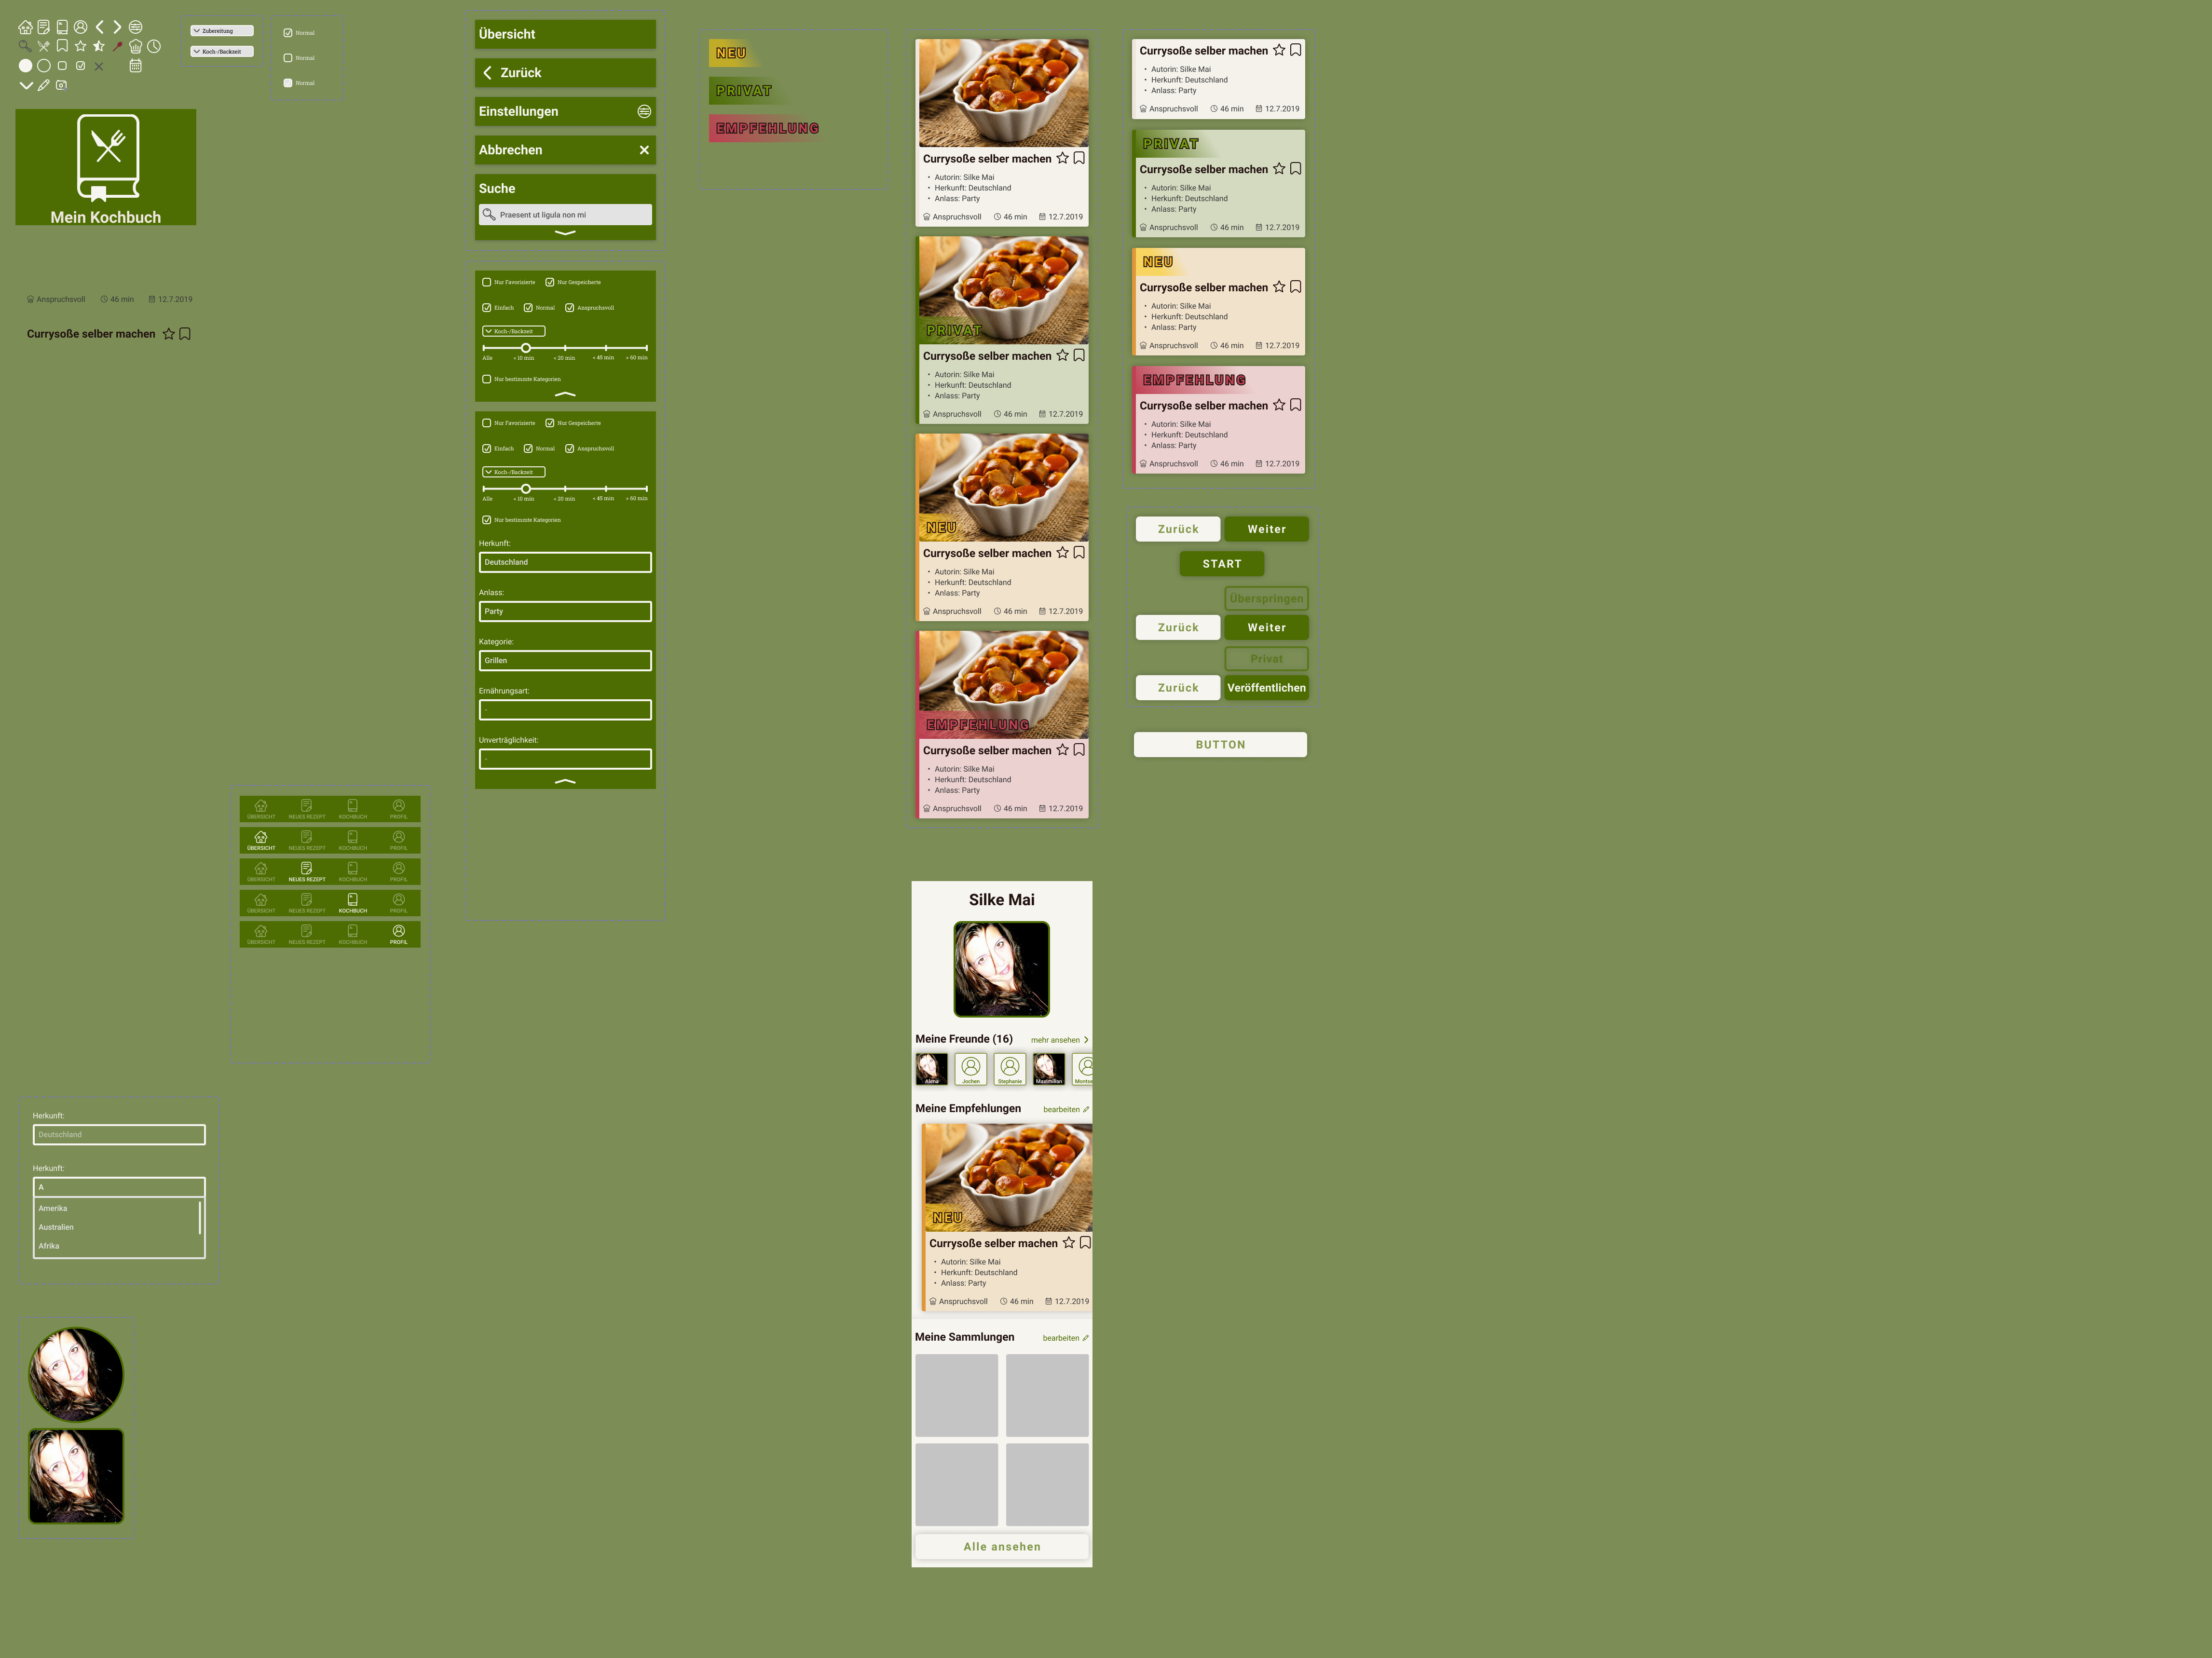 Zubereitung
Koch-/Backzeit
Normal
Normal
Normal
Mein Kochbuch
Anspruchsvoll 46 min 12.7.2019
Currysoße selber machen
ÜBERSICHT NEUES REZEPT KOCHBUCH PROFIL
ÜBERSICHT NEUES REZEPT KOCHBUCH PROFIL
ÜBERSICHT NEUES REZEPT KOCHBUCH PROFIL
ÜBERSICHT NEUES REZEPT KOCHBUCH PROFIL
ÜBERSICHT NEUES REZEPT KOCHBUCH PROFIL
Herkunft:
Deutschland
Herkunft:
A
Amerika
Australien
Afrika
Übersicht
Zurück
Einstellungen
Abbrechen
Suche
Praesent ut ligula non mi
Nur Favorisierte Nur Gespeicherte
Einfach Normal Anspruchsvoll
Koch-/Backzeit
Alle < 10 min < 20 min < 45 min > 60 min
Nur bestimmte Kategorien
Nur Favorisierte Nur Gespeicherte
Einfach Normal Anspruchsvoll
Koch-/Backzeit
Alle < 10 min < 20 min < 45 min > 60 min
Nur bestimmte Kategorien
Herkunft:
Deutschland
Anlass:
Party
Kategorie:
Grillen
Ernährungsart:
-
Unverträglichkeit:
-
NEU
PRIVAT
EMPFEHLUNG
Currysoße selber machen
• Autorin: Silke Mai
• Herkunft: Deutschland
• Anlass: Party
Anspruchsvoll 46 min 12.7.2019
PRIVAT
Currysoße selber machen
• Autorin: Silke Mai
• Herkunft: Deutschland
• Anlass: Party
Anspruchsvoll 46 min 12.7.2019
NEU
Currysoße selber machen
• Autorin: Silke Mai
• Herkunft: Deutschland
• Anlass: Party
Anspruchsvoll 46 min 12.7.2019
EMPFEHLUNG
Currysoße selber machen
• Autorin: Silke Mai
• Herkunft: Deutschland
• Anlass: Party
Anspruchsvoll 46 min 12.7.2019
Silke Mai
Meine Freunde (16) mehr ansehen
Alena Jochen Stephanie Maximilian
Meine Empfehlungen bearbeiten
NEU
Currysoße selber machen
• Autorin: Silke Mai
• Herkunft: Deutschland
• Anlass: Party
Anspruchsvoll 46 min 12.7.2019
Meine Sammlungen bearbeiten
Alle ansehen
Currysoße selber machen
• Autorin: Silke Mai
• Herkunft: Deutschland
• Anlass: Party
Anspruchsvoll 46 min 12.7.2019
PRIVAT
Currysoße selber machen
• Autorin: Silke Mai
• Herkunft: Deutschland
• Anlass: Party
Anspruchsvoll 46 min 12.7.2019
NEU
Currysoße selber machen
• Autorin: Silke Mai
• Herkunft: Deutschland
• Anlass: Party
Anspruchsvoll 46 min 12.7.2019
EMPFEHLUNG
Currysoße selber machen
• Autorin: Silke Mai
• Herkunft: Deutschland
• Anlass: Party
Anspruchsvoll 46 min 12.7.2019
Zurück Weiter
START
Überspringen
Zurück Weiter
Privat
Zurück Veröffentlichen
BUTTON